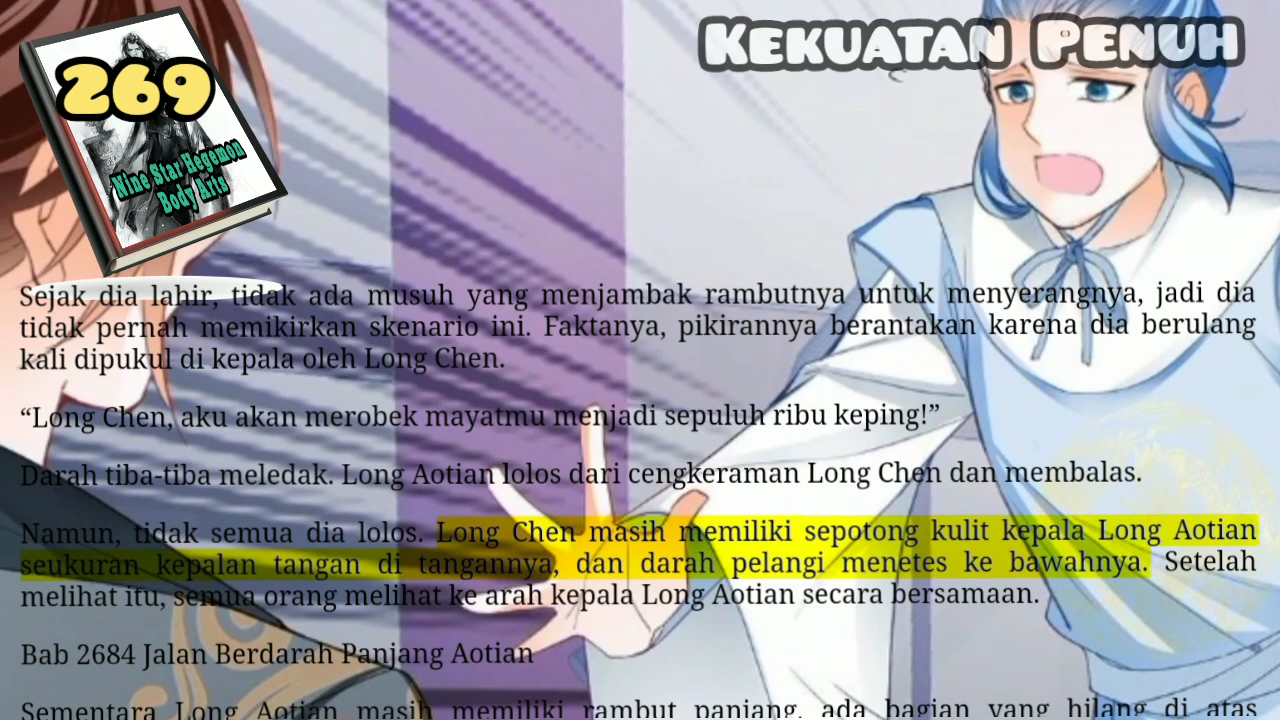 KEKUATAN PENUH
269
Nine Star Hegemon
Body Arts
Sejak dia lahir, tidak ada musuh yang menjambak rambutnya untuk menyerangnya, jadi dia
tidak pernah memikirkan skenario ini. Faktanya, pikirannya berantakan karena dia berulang
kali dipukul di kepala oleh Long Chen.
“Long Chen, aku akan merobek mayatmu menjadi sepuluh ribu keping!”
Darah tiba-tiba meledak. Long Aotian lolos dari cengkeraman Long Chen dan membalas.
Namun, tidak semua dia lolos. Long Chen masih memiliki sepotong kulit kepala Long Aotian
seukuran kepalan tangan di tangannya, dan darah pelangi menetes ke bawahnya. Setelah
melihat itu, semua orang melihat ke arah kepala Long Aotian secara bersamaan.
Bab 2684 Jalan Berdarah Panjang Aotian
Sementara Long Aotian masih memiliki rambut panjang, ada bagian yang hilang di atas